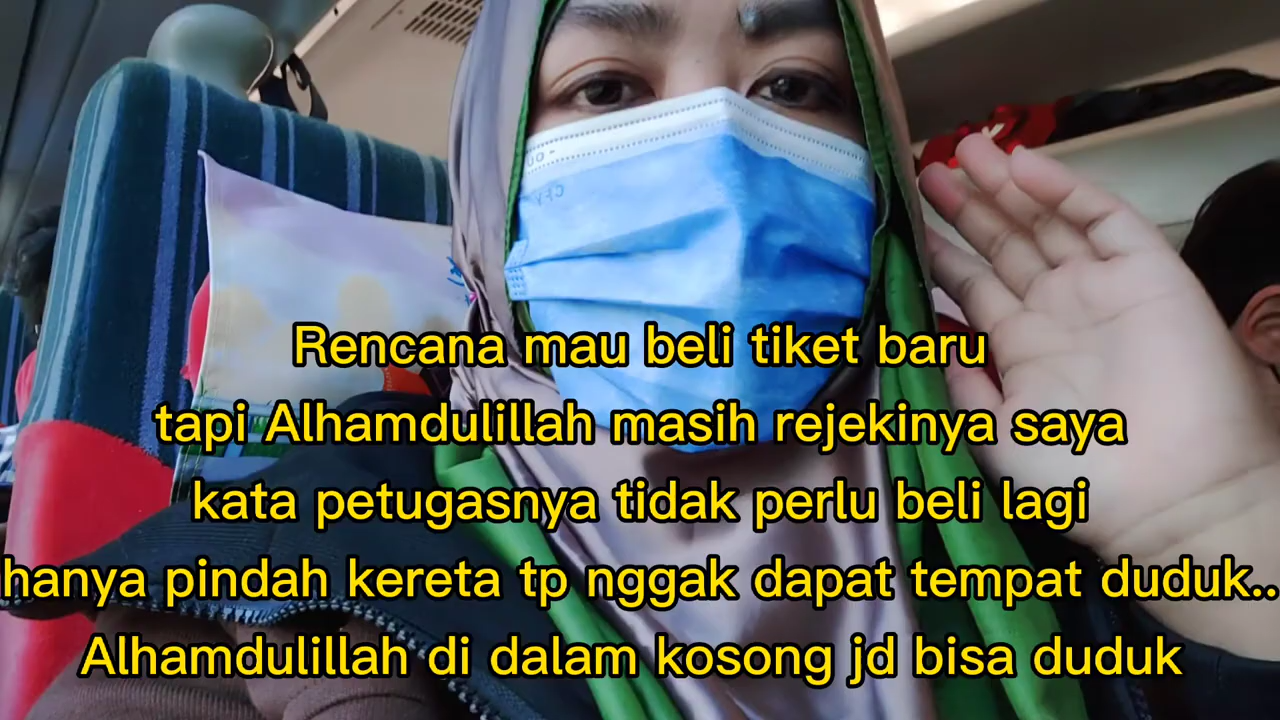 Rencana mau beli tiket baru
tapi Alhamdulillah masih rejekinya saya
kata petugasnya tidak perlu beli lagi
hanya pindah kereta tp nggak dapat tempat duduk..
Alhamdulillah di dalam kosong jd bisa duduk